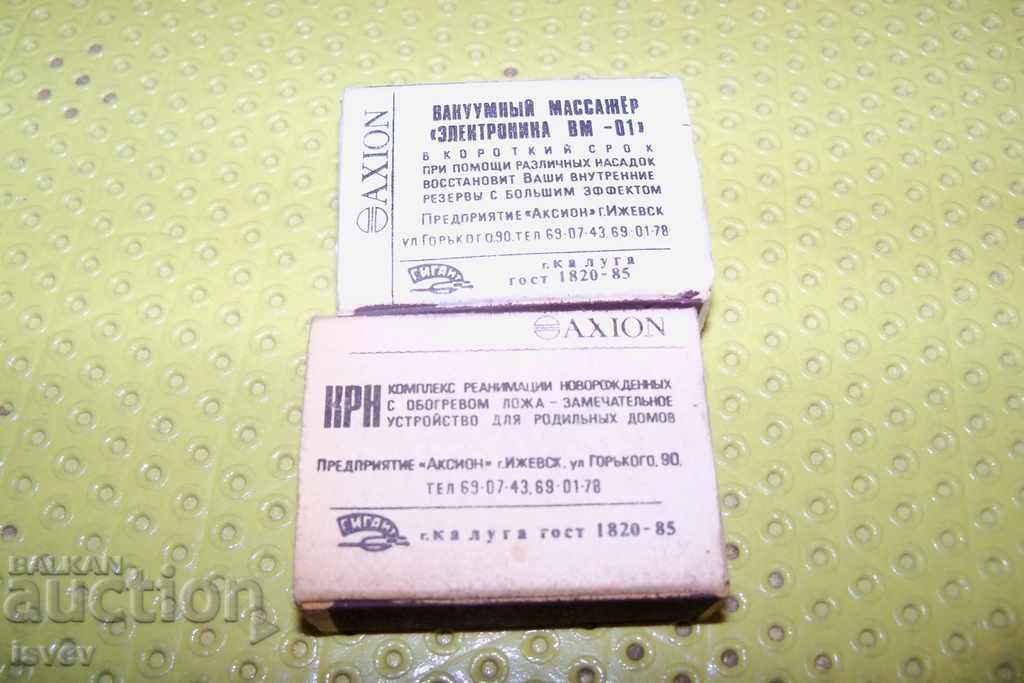 AXION
ВАКУУМНЫЙ МАССАЖЁР
«ЭЛЕКТРОНИКА ВМ -01»
В КОРОТКИЙ СРОК
ПРИ ПОМОЩИ РАЗЛИЧНЫХ НАСАДОК
ВОССТАНОВИТ ВАШИ ВНУТРЕННИЕ
РЕЗЕРВЫ С БОЛЬШИМ ЭФФЕКТОМ
ПРЕДПРИЯТИЕ «АКСИОН» г.ИЖЕВСК
ул ГОРЬКОГО,90.ТЕЛ 69-07-43,69-01-78
ГИГАНТ
г. Калуга
гост 1820-85
AXION
КРН
КОМПЛЕКС РЕАНИМАЦИИ НОВОРОЖДЕННЫХ
С ОБОГРЕВОМ ЛОЖА - ЗАМЕЧАТЕЛЬНОЕ
УСТРОЙСТВО ДЛЯ РОДИЛЬНЫХ ДОМОВ
ПРЕДПРИЯТИЕ «АКСИОН» г.ИЖЕВСК, ул ГОРЬКОГО, 90.
ТЕЛ 69-07-43,69-01-78
ГИГАНТ
г. Калуга гост 1820-85
BALKAN
auction
isvev